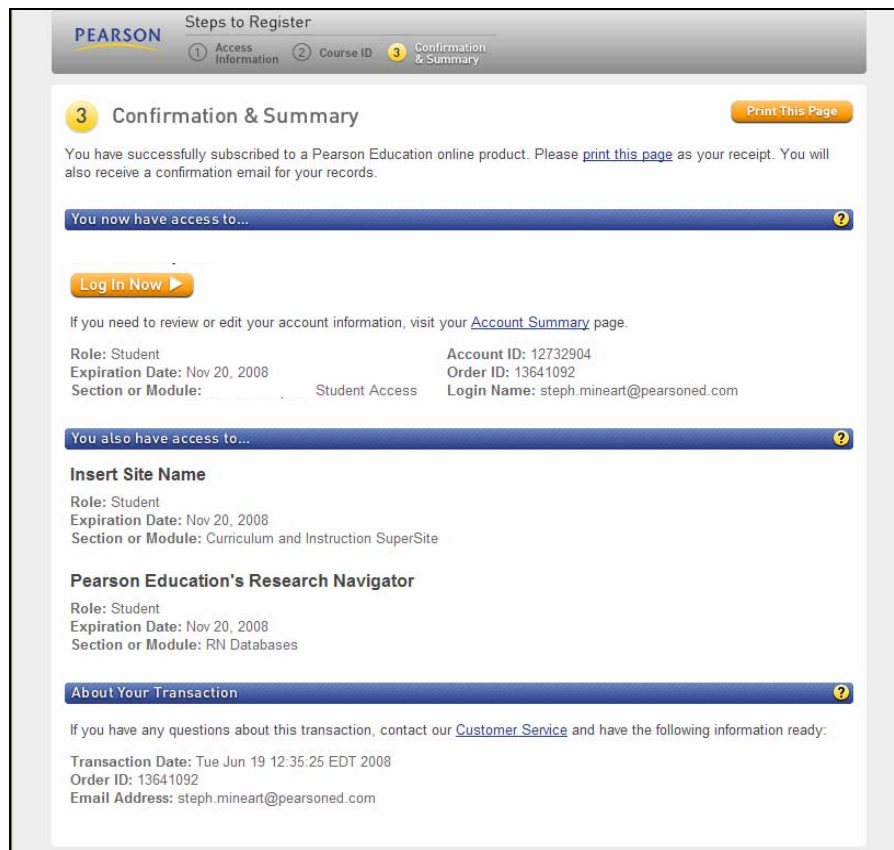 PEARSON
Steps to Register
1 Access Information 2 Course ID 3 Confirmation & Summary
3 Confirmation & Summary
Print This Page
You have successfully subscribed to a Pearson Education online product. Please print this page as your receipt. You will
also receive a confirmation email for your records.
You now have access to... ?
Log In Now
If you need to review or edit your account information, visit your Account Summary page.
Role: Student Account ID: 12732904
Expiration Date: Nov 20, 2008 Order ID: 13641092
Section or Module: Student Access Login Name: steph.mineart@pearsoned.com
You also have access to... ?
Insert Site Name
Role: Student
Expiration Date: Nov 20, 2008
Section or Module: Curriculum and Instruction SuperSite
Pearson Education's Research Navigator
Role: Student
Expiration Date: Nov 20, 2008
Section or Module: RN Databases
About Your Transaction ?
If you have any questions about this transaction, contact our Customer Service and have the following information ready:
Transaction Date: Tue Jun 19 12:35:25 EDT 2008
Order ID: 13641092
Email Address: steph.mineart@pearsoned.com